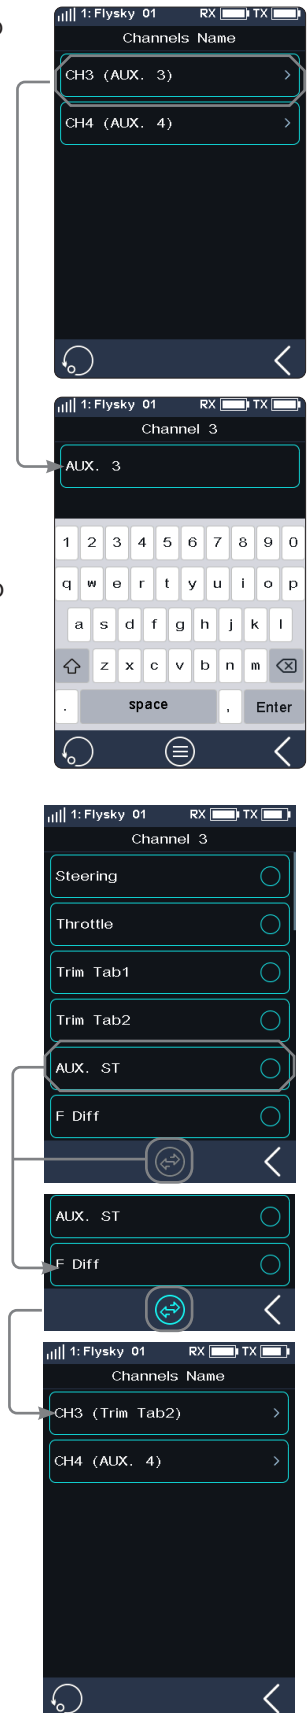 1: Flysky 01 RX TX
Channels Name
CH3 (AUX. 3)
CH4 (AUX. 4)
1: Flysky 01 RX TX
Channel 3
AUX. 3
1 2 3 4 5 6 7 8 9 0
q w e r t y u i o p
a s d f g h j k l
z x c v b n m
. space , Enter
1: Flysky 01 RX TX
Channel 3
Steering
Throttle
Trim Tab1
Trim Tab2
AUX. ST
F Diff
AUX. ST
F Diff
1: Flysky 01 RX TX
Channels Name
CH3 (Trim Tab2)
CH4 (AUX. 4)